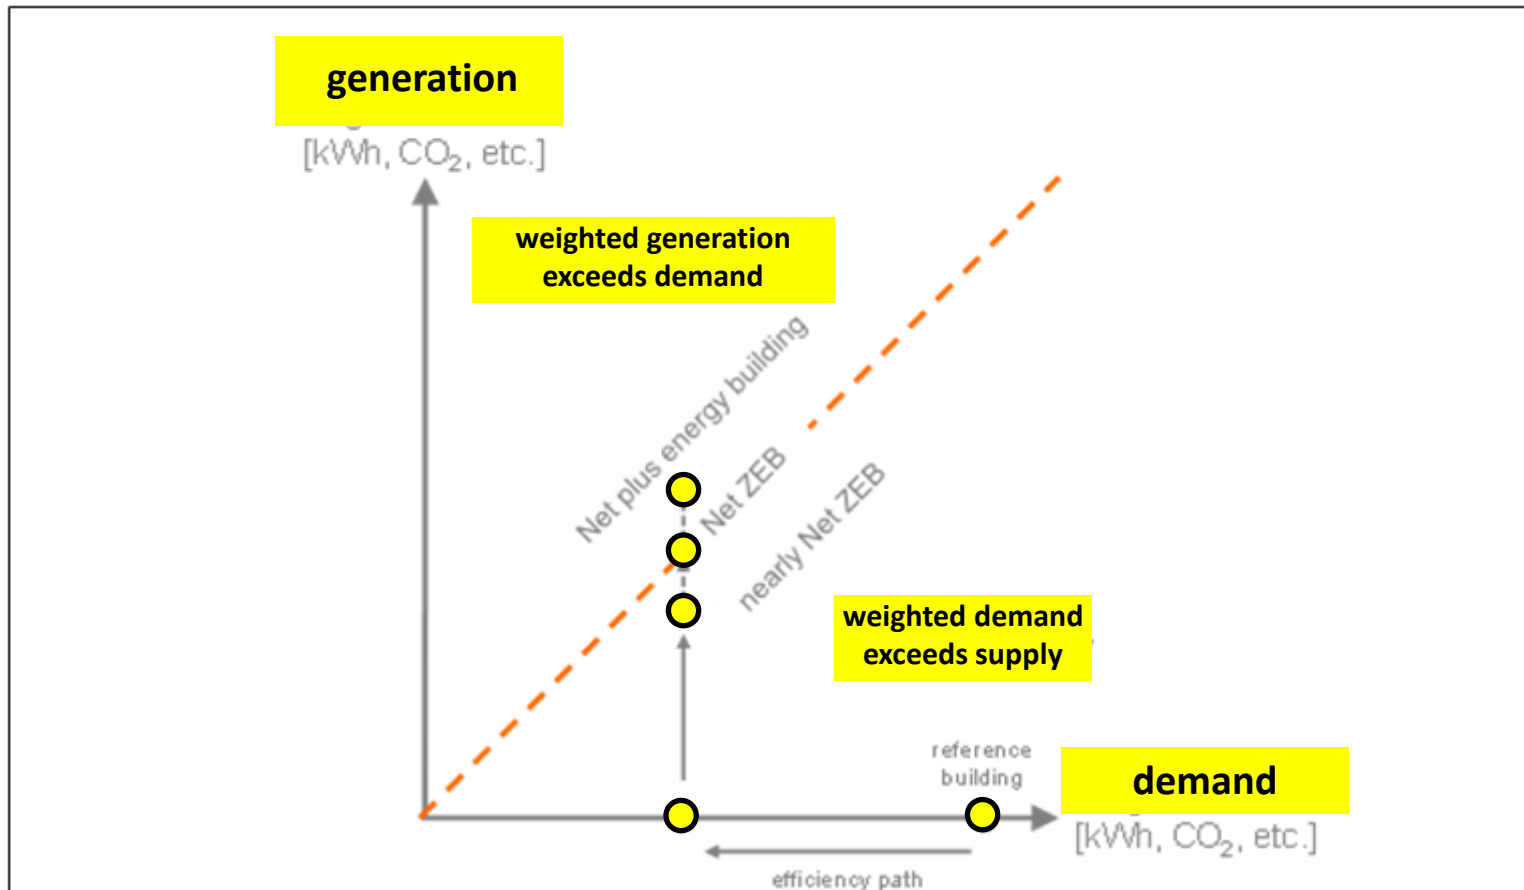 generation
[kWh, CO₂, etc.]
weighted generation
exceeds demand
Net plus energy building
Net ZEB
nearly Net ZEB
weighted demand
exceeds supply
reference
building
demand
[kWh, CO₂, etc.]
efficiency path